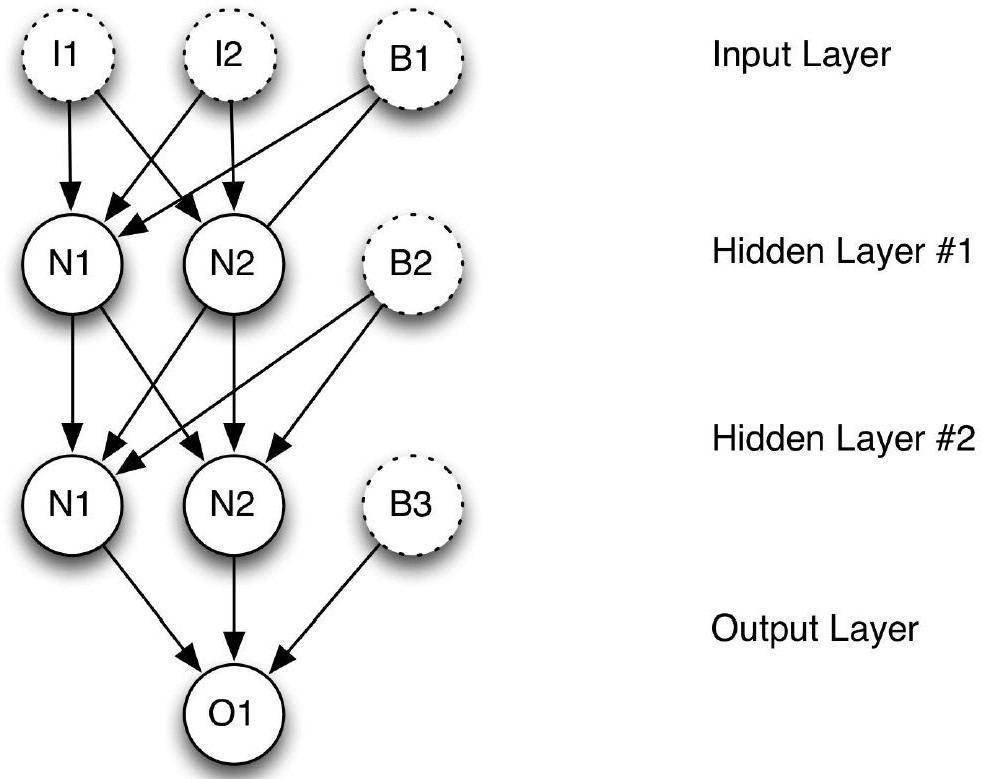 I1 I2 B1 Input Layer
N1 N2 B2 Hidden Layer #1
Hidden Layer #2
N1 N2 B3
Output Layer
O1